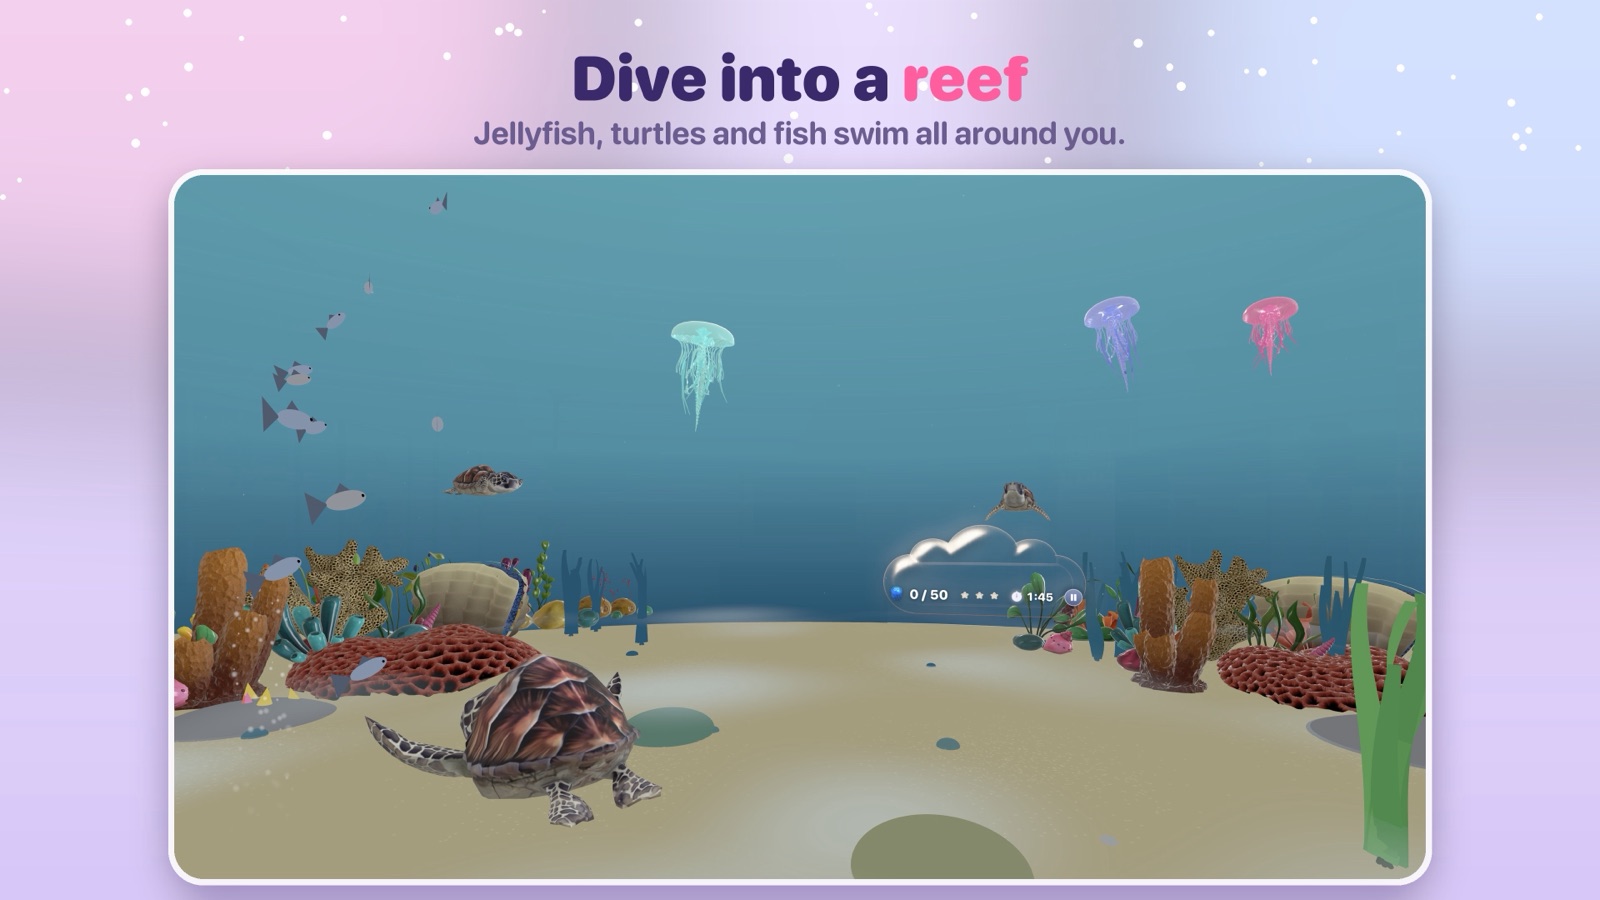 Dive into a reef
Jellyfish, turtles and fish swim all around you.
0 / 50 1:45